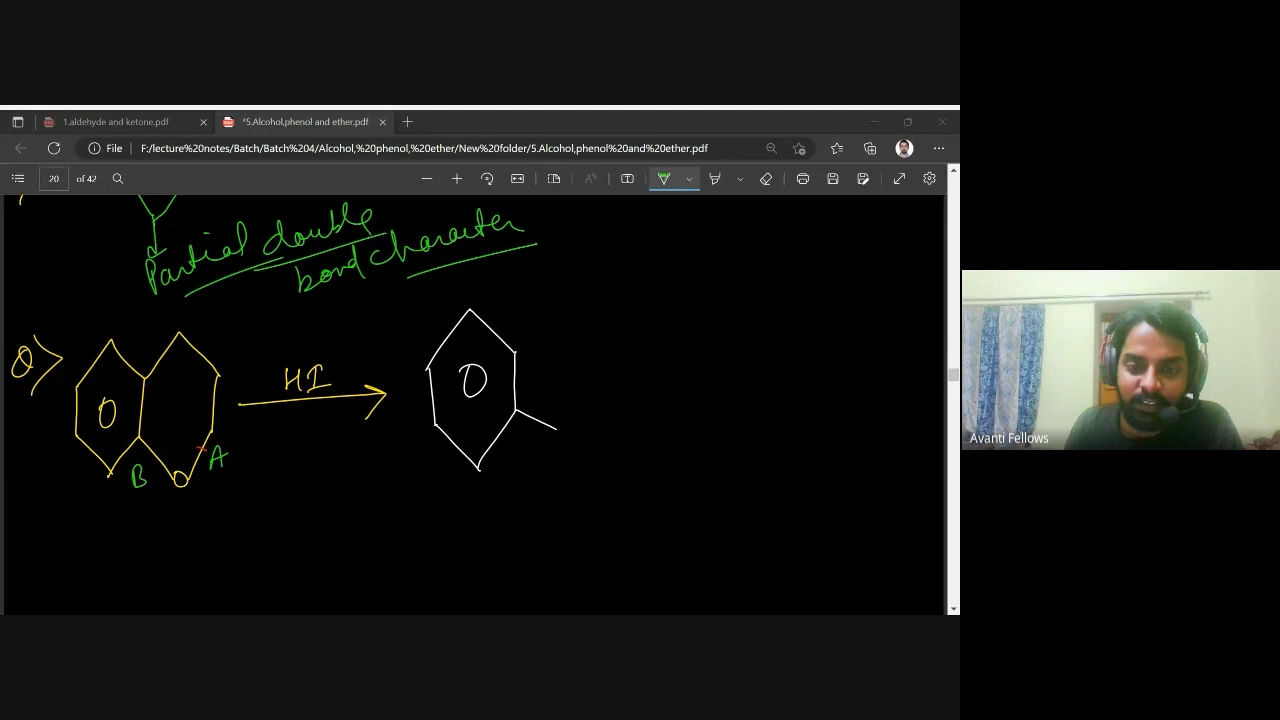 1.aldehyde and ketone.pdf
*5.Alcohol,phenol and ether.pdf
File
F:/lecture%20notes/Batch/Batch%204/Alcohol,%20phenol,%20ether/New%20folder/5.Alcohol,phenol%20and%20ether.pdf
20 of 42
Partial double
bond character
Q>
HI
O
O
B
A
O
Avanti Fellows